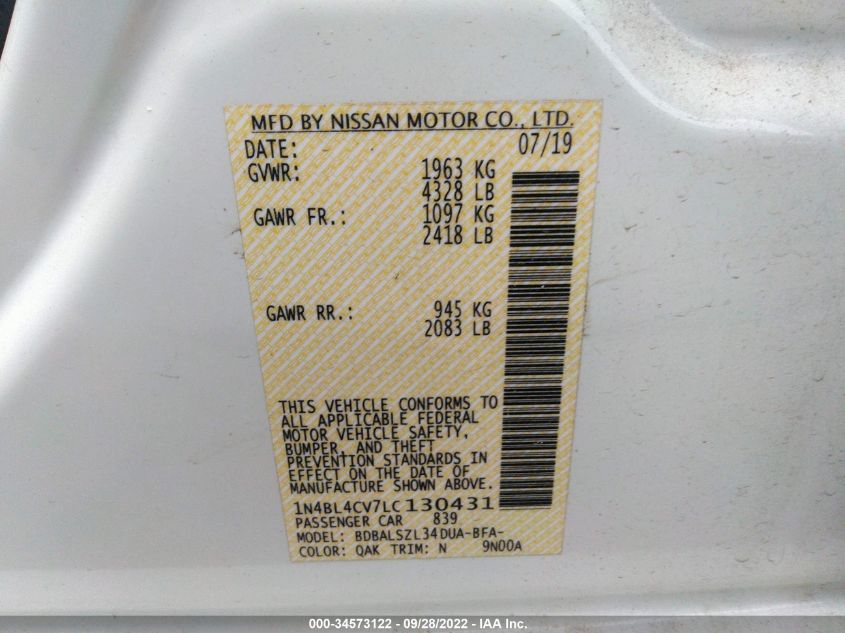 MFD BY NISSAN MOTOR CO., LTD.
DATE: 07/19
GVWR: 1963 KG
4328 LB
GAWR FR.: 1097 KG
2418 LB
GAWR RR.: 945 KG
2083 LB
THIS VEHICLE CONFORMS TO
ALL APPLICABLE FEDERAL
MOTOR VEHICLE SAFETY,
BUMPER, AND THEFT
PREVENTION STANDARDS IN
EFFECT ON THE DATE OF
MANUFACTURE SHOWN ABOVE.
1N4BL4CV7LC130431
PASSENGER CAR 839
MODEL: BDBALSZL34DUA-BFA-
COLOR: QAK TRIM: N 9N00A
000-34573122 - 09/28/2022 - IAA Inc.